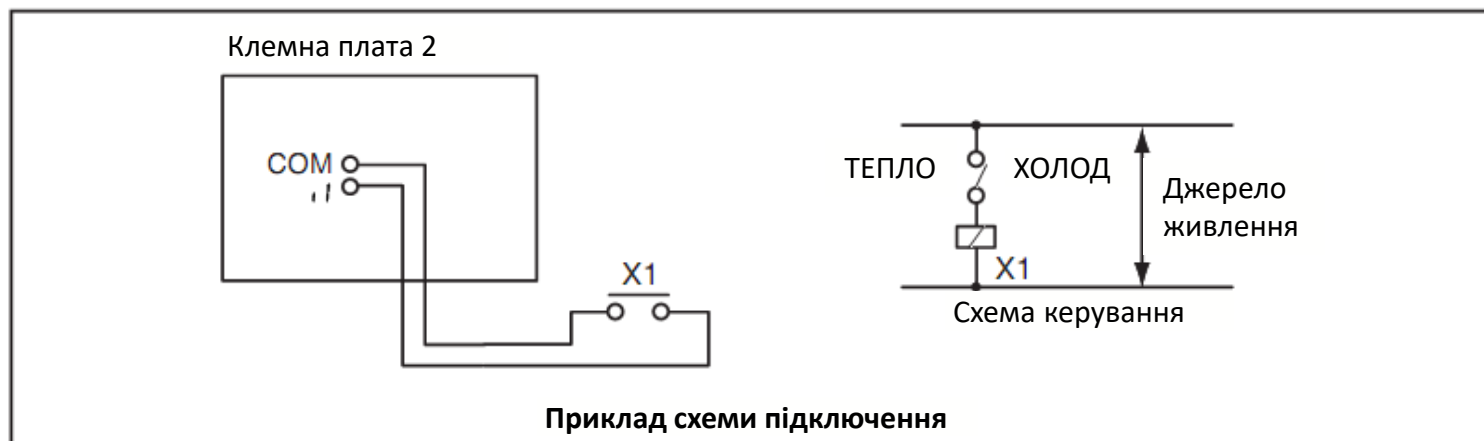 Клемна плата 2
COM
X1
ТЕПЛО
ХОЛОД
Джерело
живлення
X1
Схема керування
Приклад схеми підключення